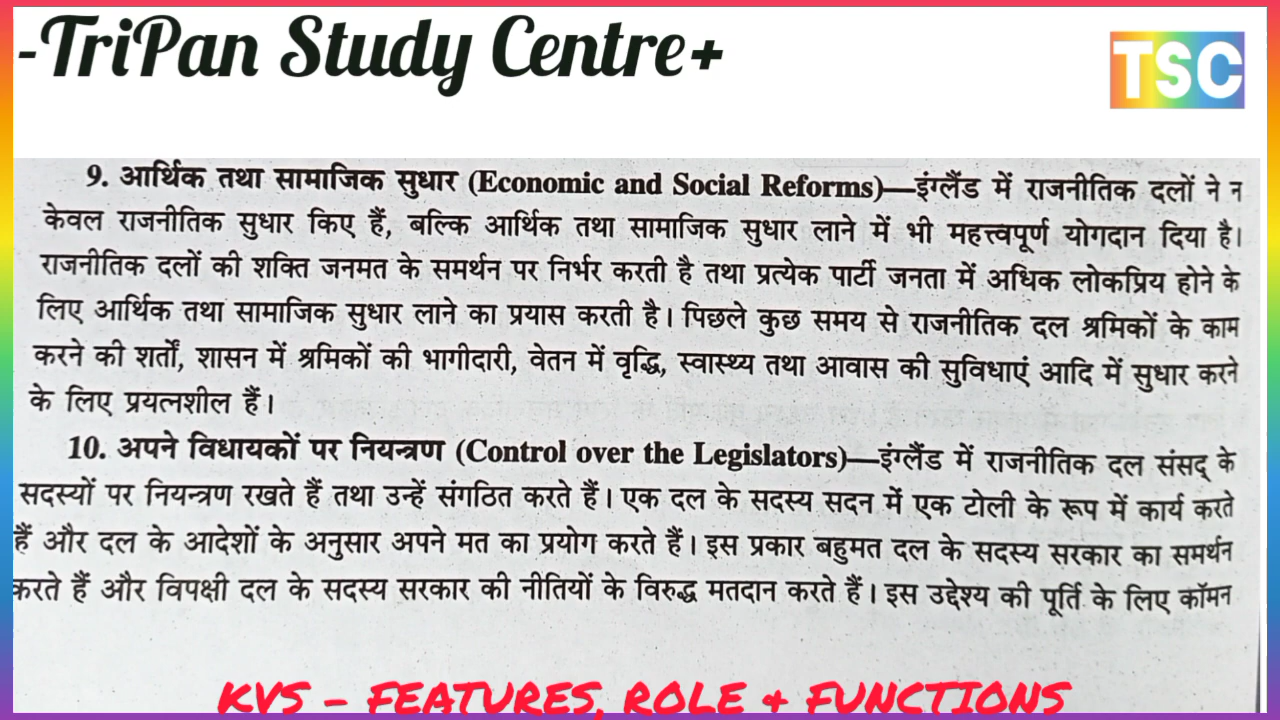 -TriPan Study Centre+
TSC
9. आर्थिक तथा सामाजिक सुधार (Economic and Social Reforms)—इंग्लैंड में राजनीतिक दलों ने न
केवल राजनीतिक सुधार किए हैं, बल्कि आर्थिक तथा सामाजिक सुधार लाने में भी महत्त्वपूर्ण योगदान दिया है।
राजनीतिक दलों की शक्ति जनमत के समर्थन पर निर्भर करती है तथा प्रत्येक पार्टी जनता में अधिक लोकप्रिय होने के
लिए आर्थिक तथा सामाजिक सुधार लाने का प्रयास करती है। पिछले कुछ समय से राजनीतिक दल श्रमिकों के काम
करने की शर्तों, शासन में श्रमिकों की भागीदारी, वेतन में वृद्धि, स्वास्थ्य तथा आवास की सुविधाएं आदि में सुधार करने
के लिए प्रयत्नशील हैं।
10. अपने विधायकों पर नियन्त्रण (Control over the Legislators)—इंग्लैंड में राजनीतिक दल संसद् के
सदस्यों पर नियन्त्रण रखते हैं तथा उन्हें संगठित करते हैं। एक दल के सदस्य सदन में एक टोली के रूप में कार्य करते
हैं और दल के आदेशों के अनुसार अपने मत का प्रयोग करते हैं। इस प्रकार बहुमत दल के सदस्य सरकार का समर्थन
करते हैं और विपक्षी दल के सदस्य सरकार की नीतियों के विरुद्ध मतदान करते हैं। इस उद्देश्य की पूर्ति के लिए कॉमन
KVS - FEATURES, ROLE & FUNCTIONS